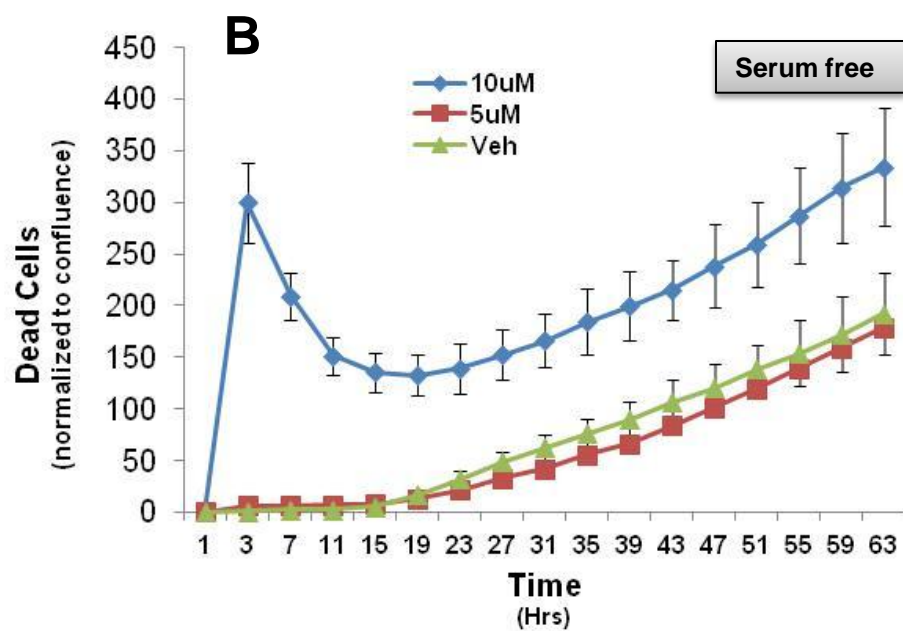 B
Serum free
10uM
5uM
Veh
450
400
350
300
250
200
150
100
50
0
Dead Cells
(normalized to confluence)
1 3 7 11 15 19 23 27 31 35 39 43 47 51 55 59 63
Time
(Hrs)